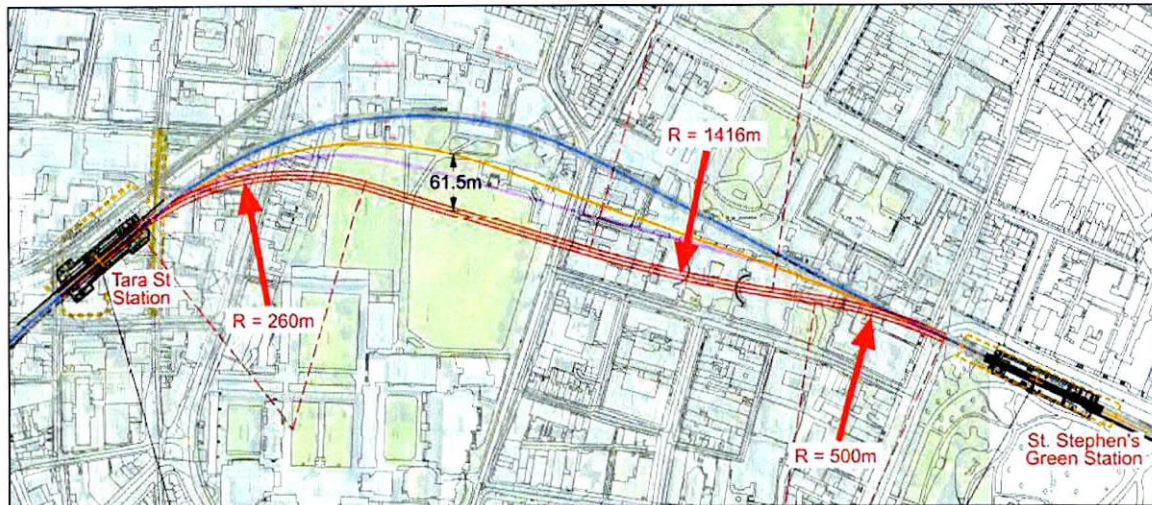 R = 1416m
61.5m
Tara St
Station
R = 260m
R = 500m
St. Stephen's
Green Station